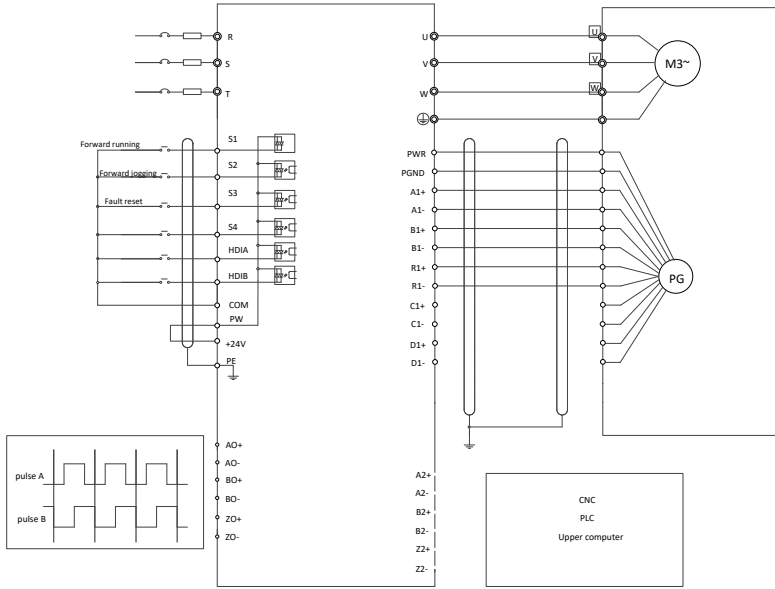 R
S
T
U
V
W
U
V
W
M3~
Forward running
Forward jogging
Fault reset
S1
S2
S3
S4
HDIA
HDIB
COM
PW
+24V
PE
PWR
PGND
A1+
A1-
B1+
B1-
R1+
R1-
C1+
C1-
D1+
D1-
PG
pulse A
pulse B
AO+
AO-
BO+
BO-
ZO+
ZO-
A2+
A2-
B2+
B2-
Z2+
Z2-
CNC
PLC
Upper computer